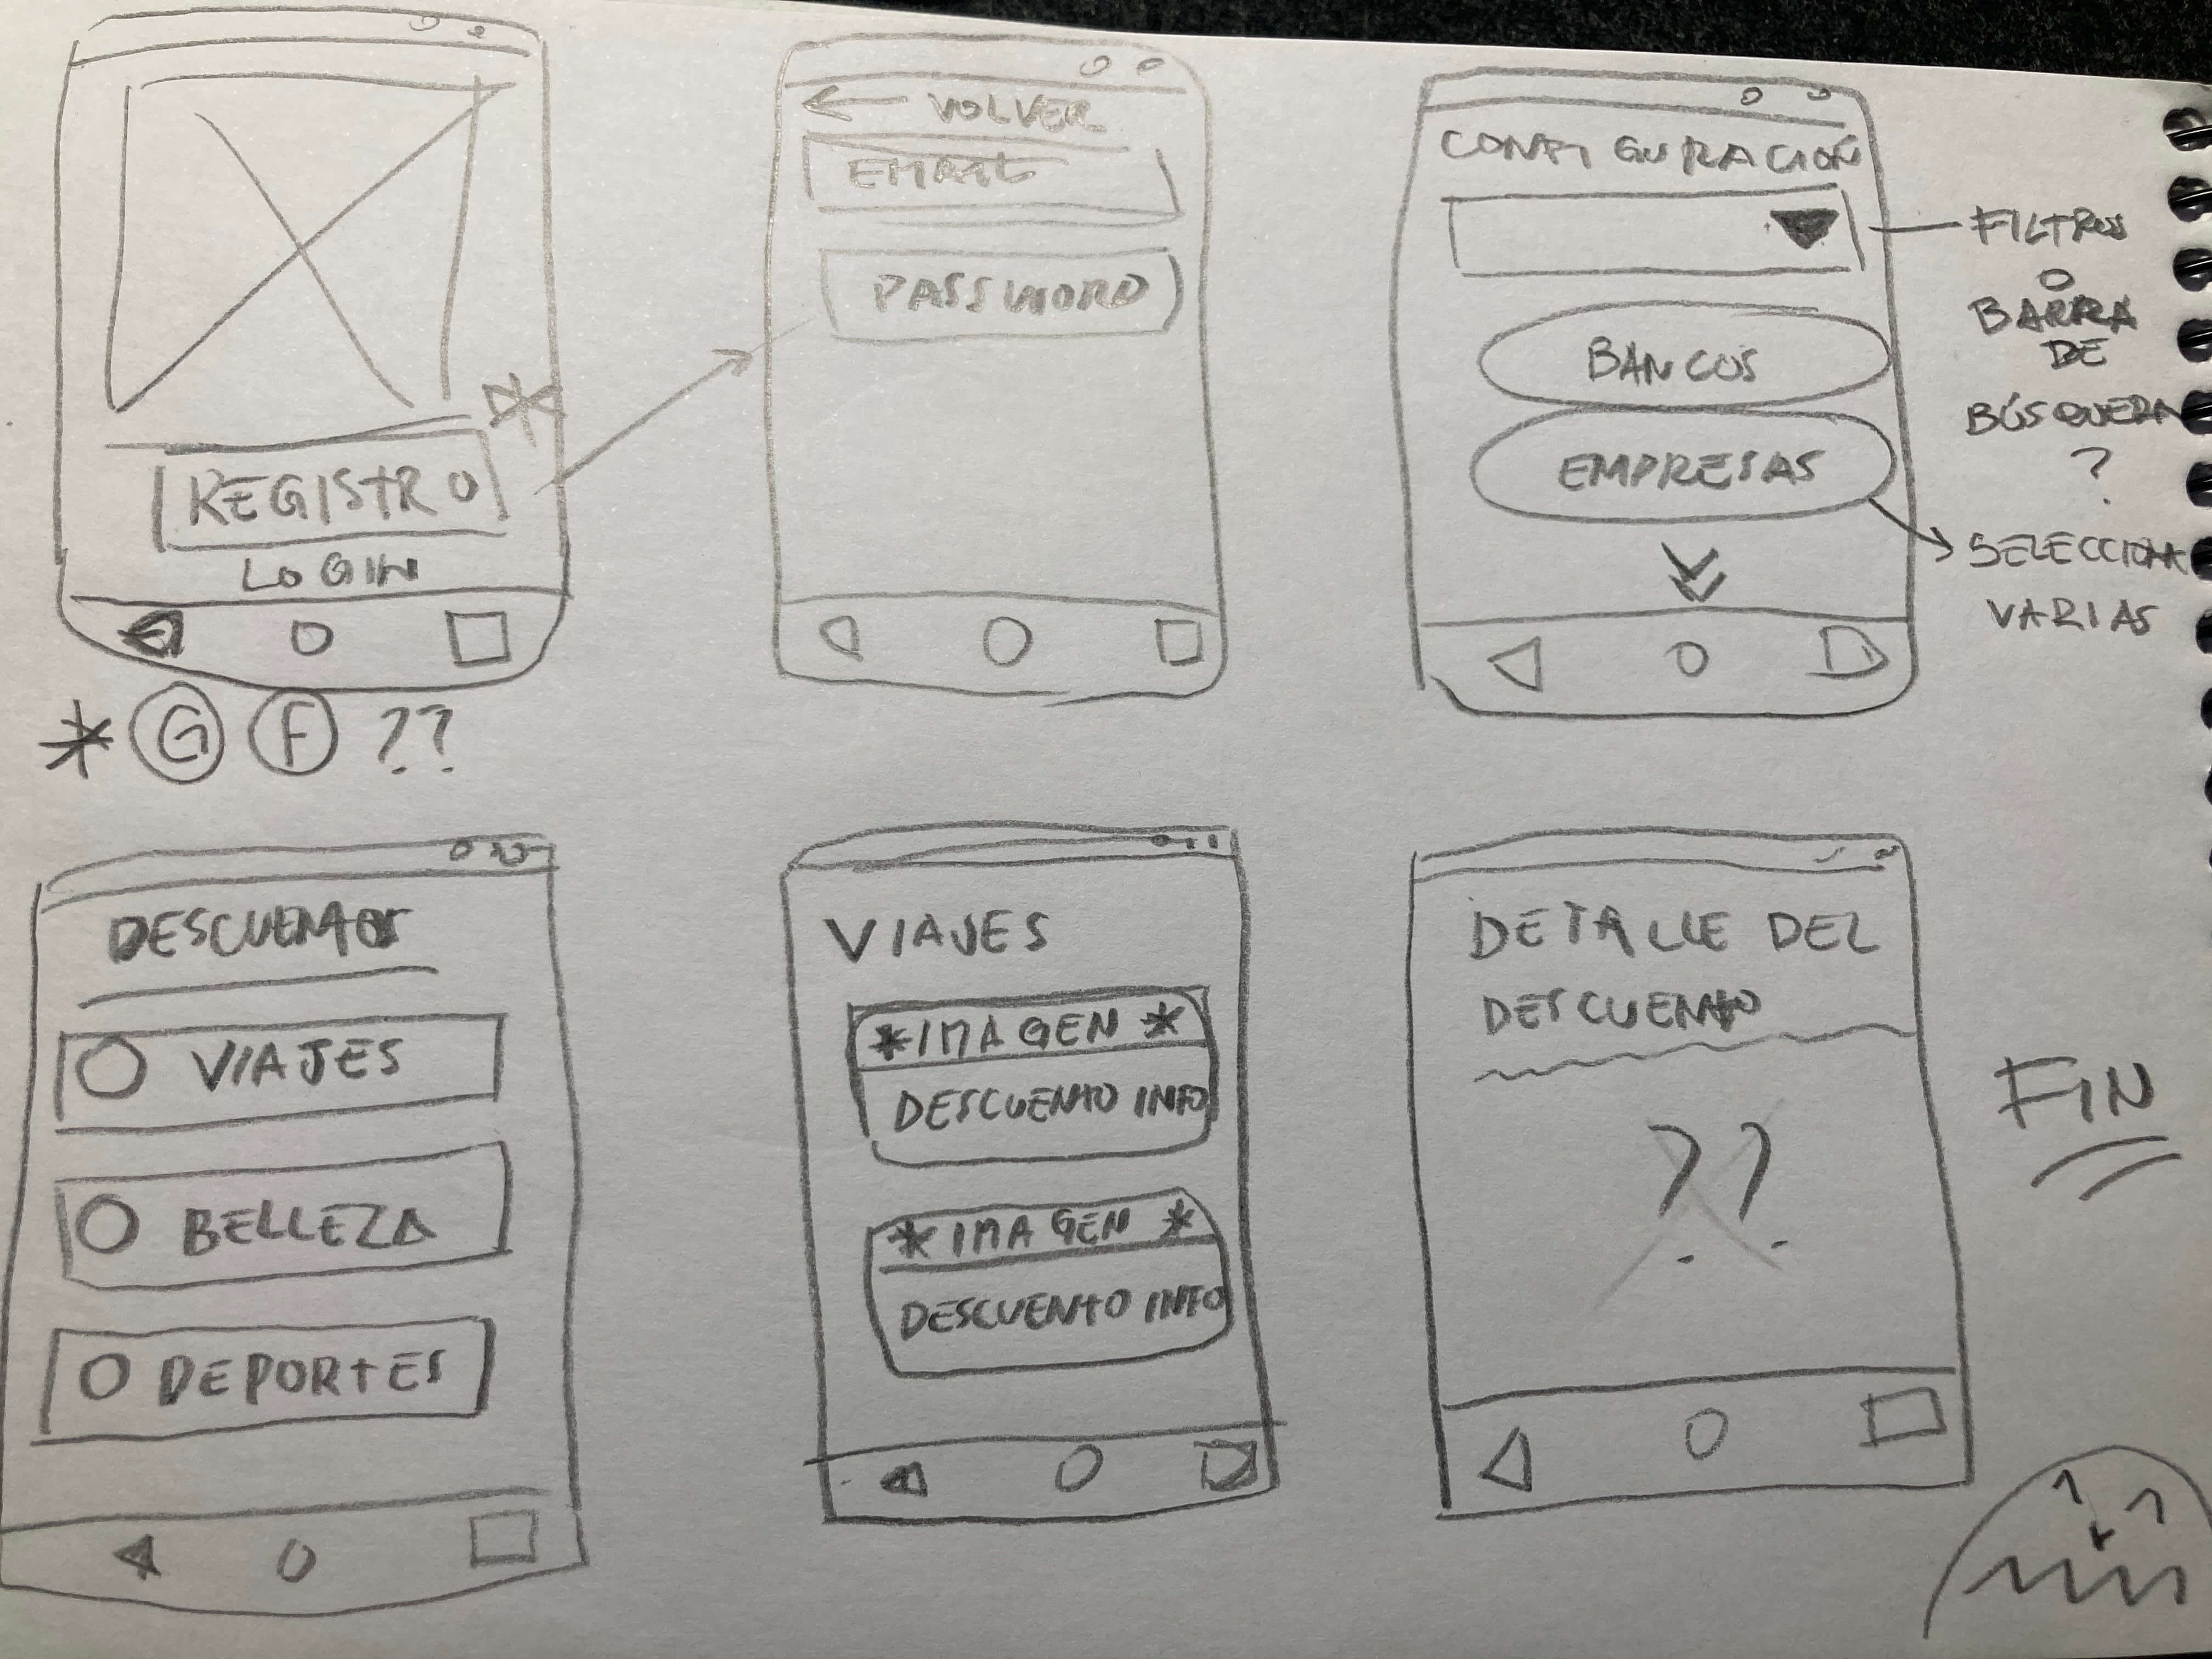 REGISTRO
LOGIN
* G F ??
← VOLVER
EMAIL
PASSWORD
CONFIGURACIÓN
FILTROS
O
BARRA
DE
BÚSQUEDA
?
BANCOS
EMPRESAS
SELECCIONA
VARIAS
DESCUENTOS
VIAJES
BELLEZA
DEPORTES
VIAJES
*IMAGEN*
DESCUENTO INFO
*IMAGEN*
DESCUENTO INFO
DETALLE DEL
DESCUENTO
??
FIN